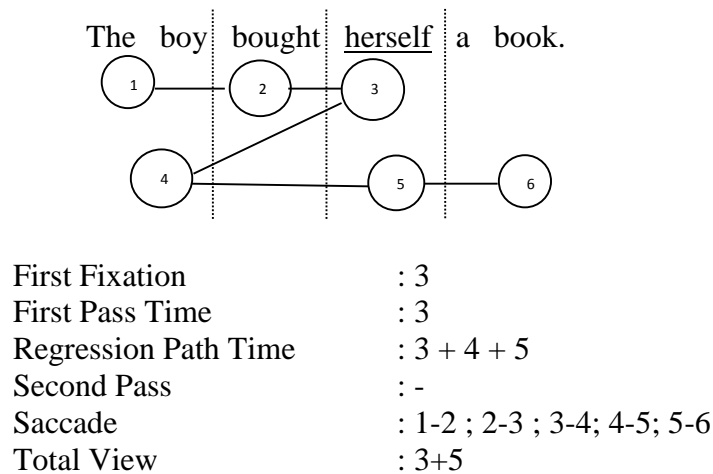 The boy bought herself a book.
1 2 3
4 5 6
First Fixation : 3
First Pass Time : 3
Regression Path Time : 3 + 4 + 5
Second Pass : -
Saccade : 1-2 ; 2-3 ; 3-4; 4-5; 5-6
Total View : 3+5